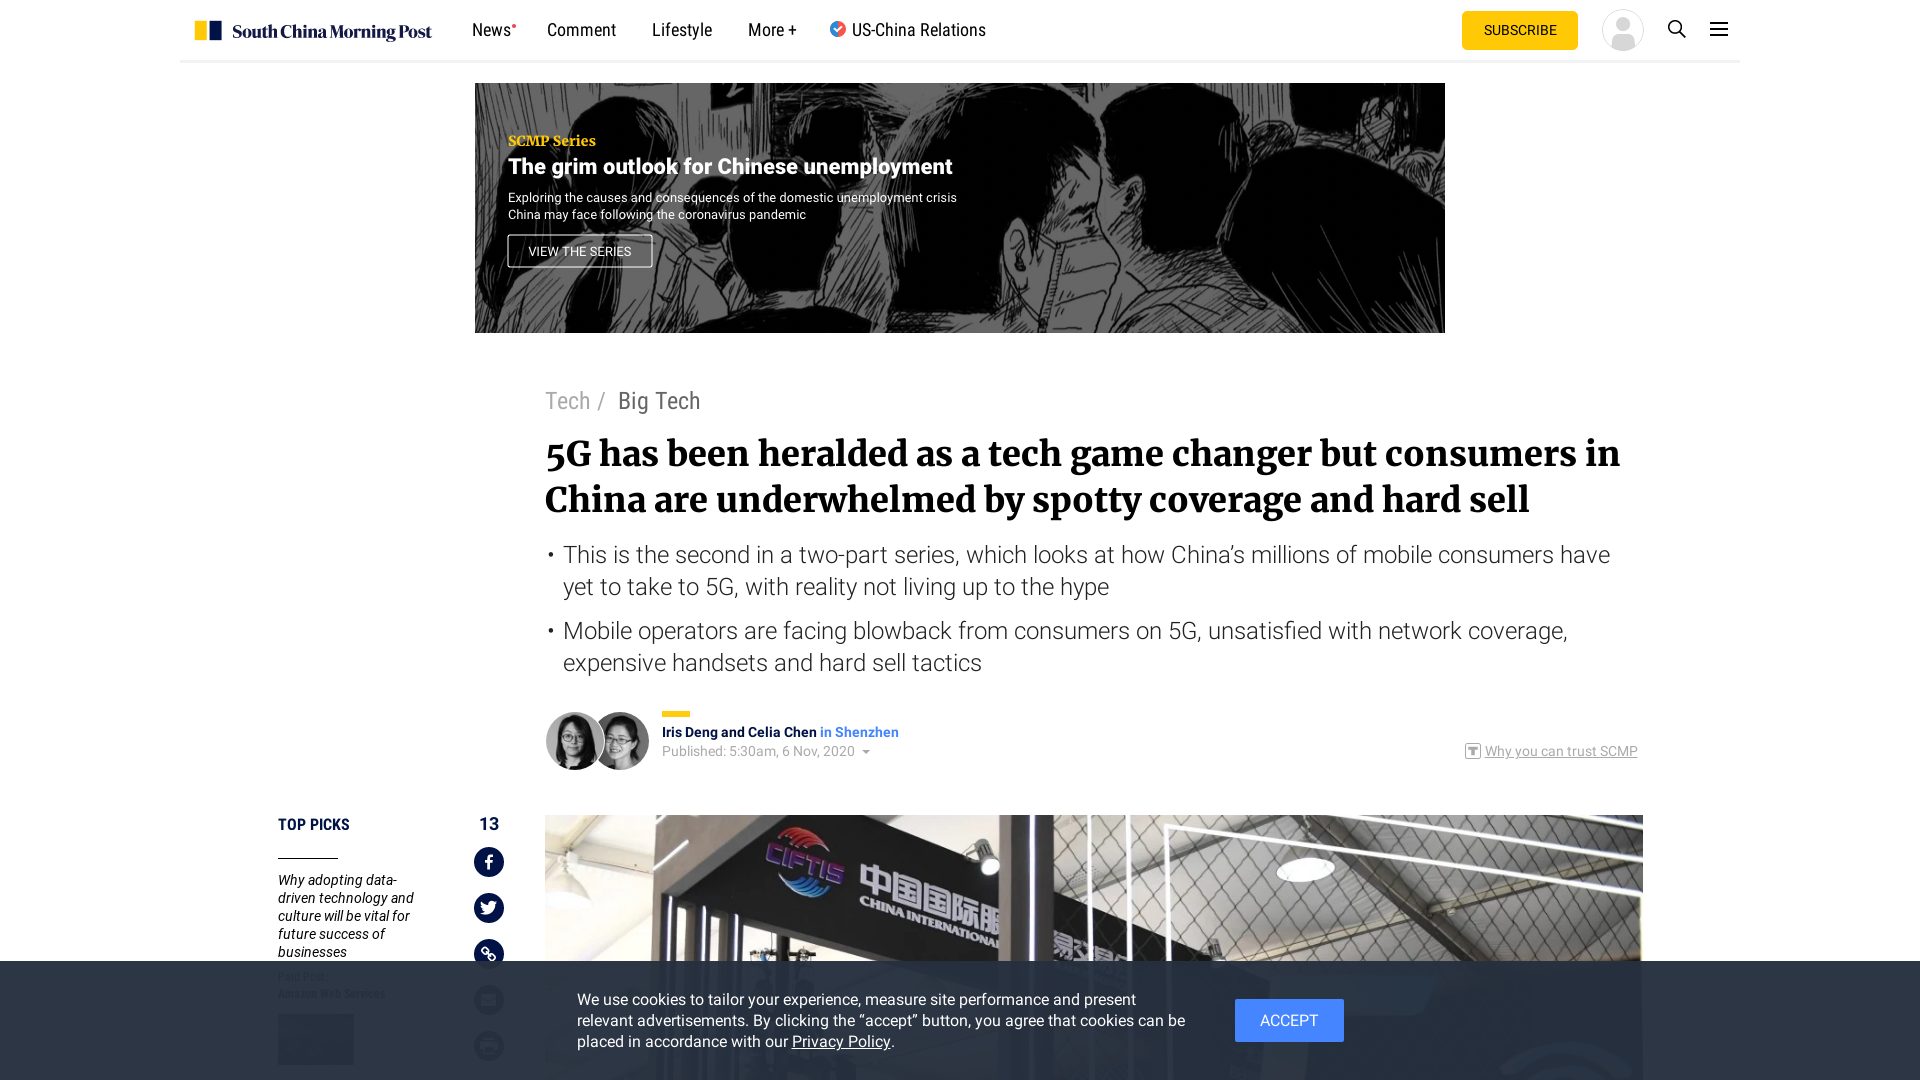 South China Morning Post
News
Comment
Lifestyle
More +
US-China Relations
SUBSCRIBE
SCMP Series
The grim outlook for Chinese unemployment
Exploring the causes and consequences of the domestic unemployment crisis
China may face following the coronavirus pandemic
VIEW THE SERIES
Tech / Big Tech
5G has been heralded as a tech game changer but consumers in
China are underwhelmed by spotty coverage and hard sell
• This is the second in a two-part series, which looks at how China’s millions of mobile consumers have
yet to take to 5G, with reality not living up to the hype
• Mobile operators are facing blowback from consumers on 5G, unsatisfied with network coverage,
expensive handsets and hard sell tactics
Iris Deng and Celia Chen in Shenzhen
Published: 5:30am, 6 Nov, 2020
Why you can trust SCMP
TOP PICKS
Why adopting data-
driven technology and
culture will be vital for
future success of
businesses
Paid Post:
Amazon Web Services
13
CIFTIS
中国国际服
CHINA INTERNATIONAL
We use cookies to tailor your experience, measure site performance and present
relevant advertisements. By clicking the “accept” button, you agree that cookies can be
placed in accordance with our Privacy Policy.
ACCEPT